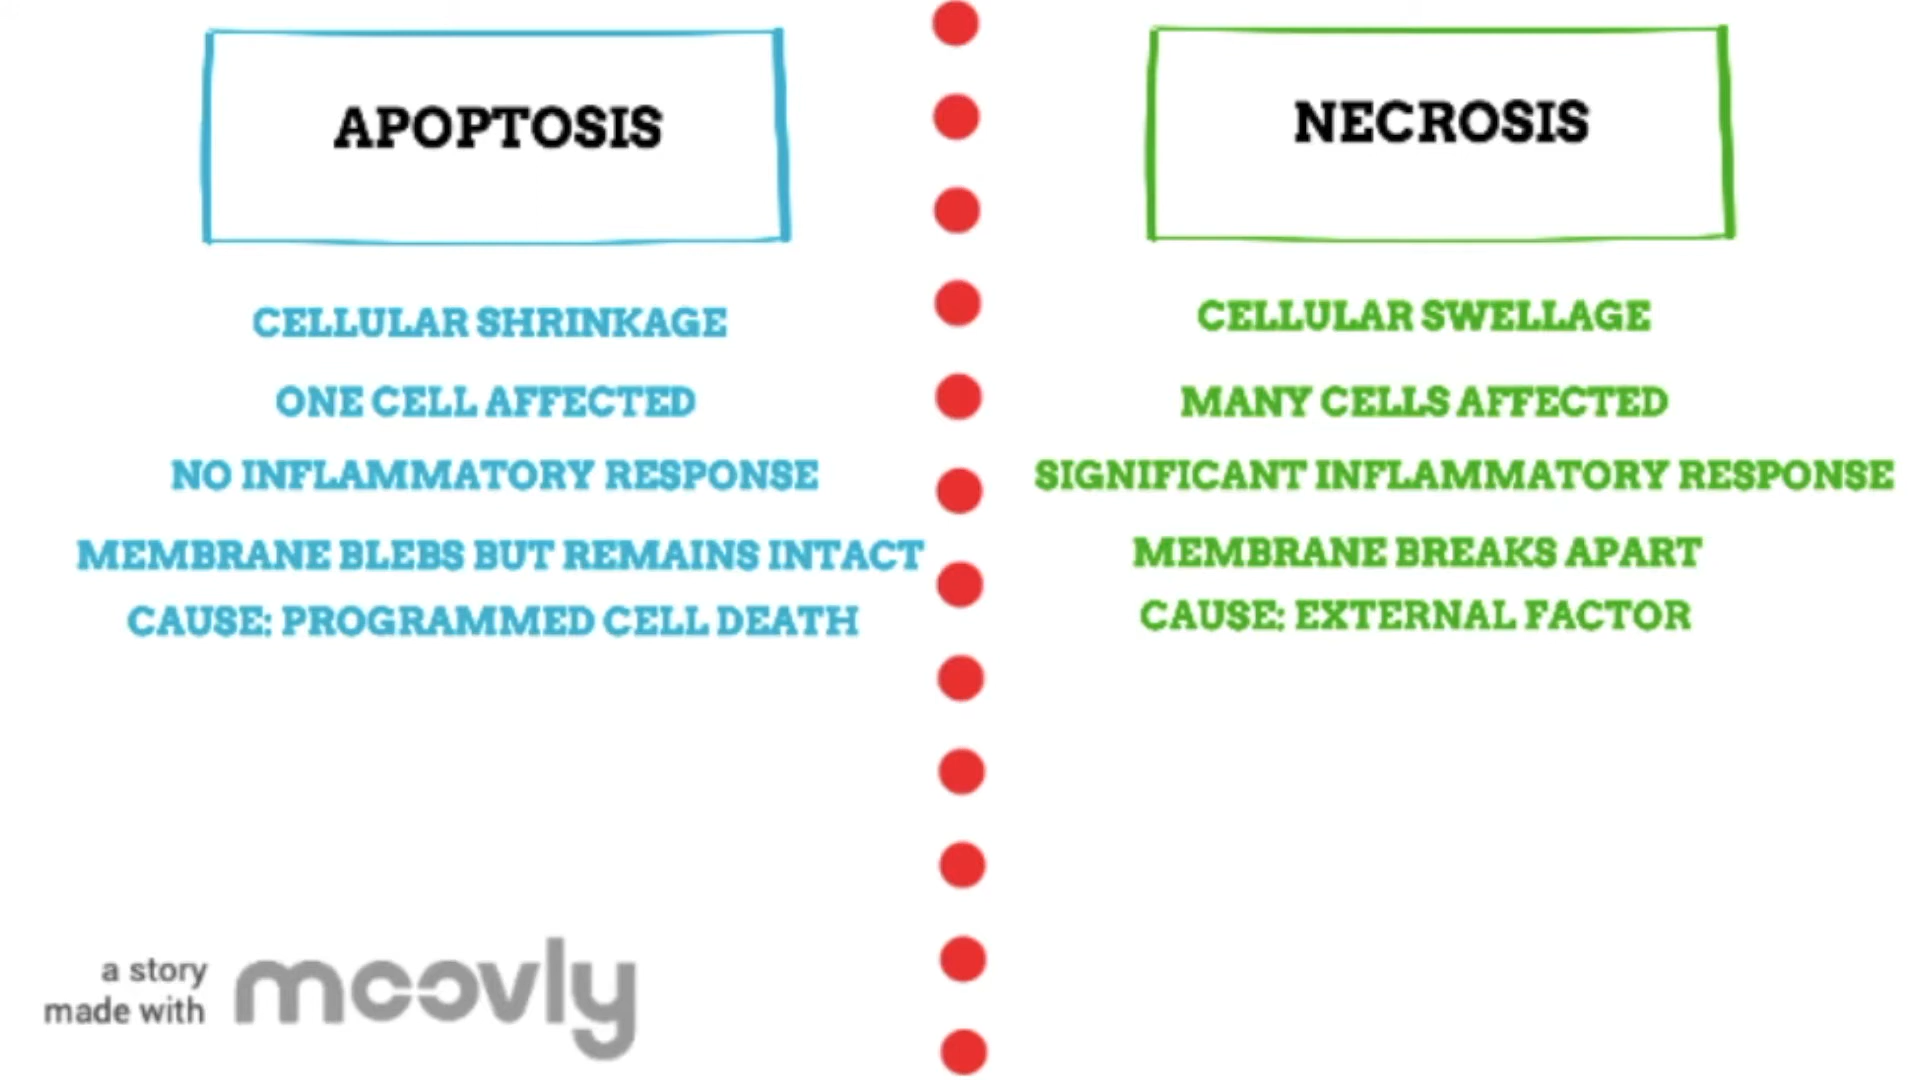 APOPTOSIS
CELLULAR SHRINKAGE
ONE CELL AFFECTED
NO INFLAMMATORY RESPONSE
MEMBRANE BLEBS BUT REMAINS INTACT
CAUSE: PROGRAMMED CELL DEATH
NECROSIS
CELLULAR SWELLAGE
MANY CELLS AFFECTED
SIGNIFICANT INFLAMMATORY RESPONSE
MEMBRANE BREAKS APART
CAUSE: EXTERNAL FACTOR
a story
made with
moovly